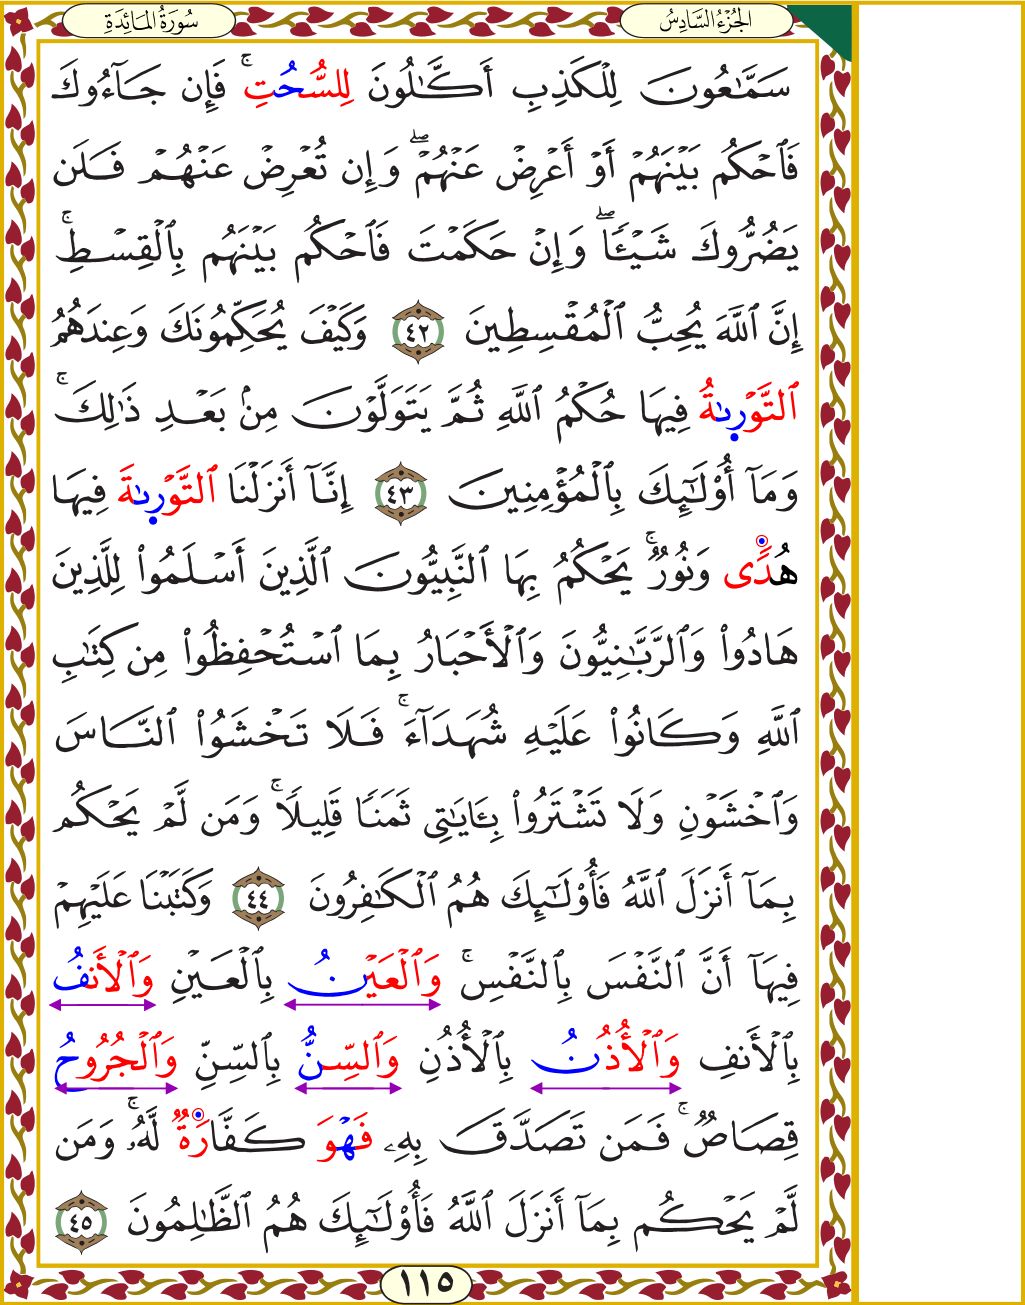 الجُزْءُ السَّادِسُ
سُورَةُ المَائِدَةِ
سَمَّٰعُونَ لِلْكَذِبِ أَكَّٰلُونَ لِلسُّحُتِۚ فَإِن جَآءُوكَ
فَٱحْكُم بَيْنَهُمْ أَوْ أَعْرِضْ عَنْهُمْۖ وَإِن تُعْرِضْ عَنْهُمْ فَلَن
يَضُرُّوكَ شَيْـًٔاۖ وَإِنْ حَكَمْتَ فَٱحْكُم بَيْنَهُم بِٱلْقِسْطِۚ
إِنَّ ٱللَّهَ يُحِبُّ ٱلْمُقْسِطِينَ ٤٢ وَكَيْفَ يُحَكِّمُونَكَ وَعِندَهُمُ
ٱلتَّوْرىٰةُ فِيهَا حُكْمُ ٱللَّهِ ثُمَّ يَتَوَلَّوْنَ مِنۢ بَعْدِ ذَٰلِكَۚ
وَمَآ أُو۟لَٰٓئِكَ بِٱلْمُؤْمِنِينَ ٤٣ إِنَّآ أَنزَلْنَا ٱلتَّوْرىٰةَ فِيهَا
هُدًى وَنُورٌۚ يَحْكُمُ بِهَا ٱلنَّبِيُّونَ ٱلَّذِينَ أَسْلَمُوا۟ لِلَّذِينَ
هَادُوا۟ وَٱلرَّبَّٰنِيُّونَ وَٱلْأَحْبَارُ بِمَا ٱسْتُحْفِظُوا۟ مِن كِتَٰبِ
ٱللَّهِ وَكَانُوا۟ عَلَيْهِ شُهَدَآءَۚ فَلَا تَخْشَوُا۟ ٱلنَّاسَ
وَٱخْشَوْنِ وَلَا تَشْتَرُوا۟ بِـَٔايَٰتِى ثَمَنًا قَلِيلًاۚ وَمَن لَّمْ يَحْكُم
بِمَآ أَنزَلَ ٱللَّهُ فَأُو۟لَٰٓئِكَ هُمُ ٱلْكَٰفِرُونَ ٤٤ وَكَتَبْنَا عَلَيْهِمْ
فِيهَآ أَنَّ ٱلنَّفْسَ بِٱلنَّفْسِۚ وَٱلْعَيْنُ بِٱلْعَيْنِ وَٱلْأَنفُ
بِٱلْأَنفِ وَٱلْأُذُنُ بِٱلْأُذُنِ وَٱلسِّنُّ بِٱلسِّنِّ وَٱلْجُرُوحُ
قِصَاصٌۚ فَمَن تَصَدَّقَ بِهِۦ فَهْوَ كَفَّارَةٌ لَّهُۥۚ وَمَن
لَّمْ يَحْكُم بِمَآ أَنزَلَ ٱللَّهُ فَأُو۟لَٰٓئِكَ هُمُ ٱلظَّٰلِمُونَ ٤٥
١١٥